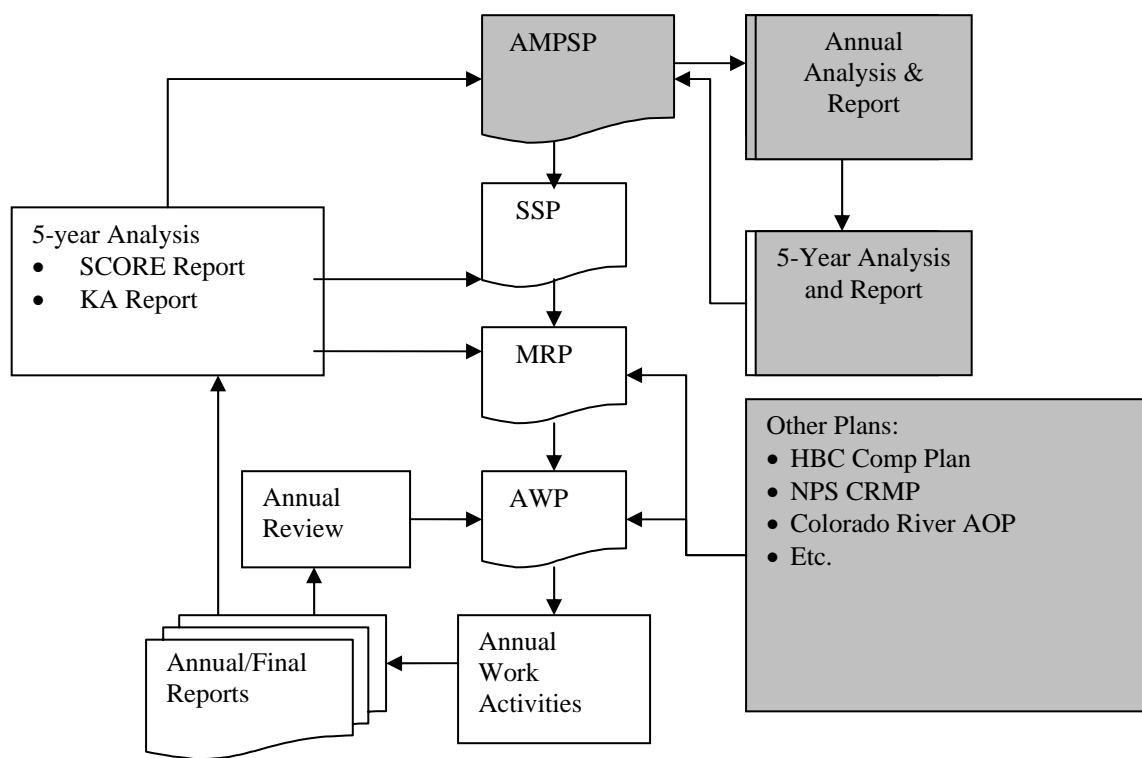 AMPSP
Annual
Analysis &
Report
SSP
5-year Analysis
• SCORE Report
• KA Report
5-Year Analysis
and Report
MRP
Other Plans:
• HBC Comp Plan
• NPS CRMP
• Colorado River AOP
• Etc.
AWP
Annual
Review
Annual/Final
Reports
Annual
Work
Activities